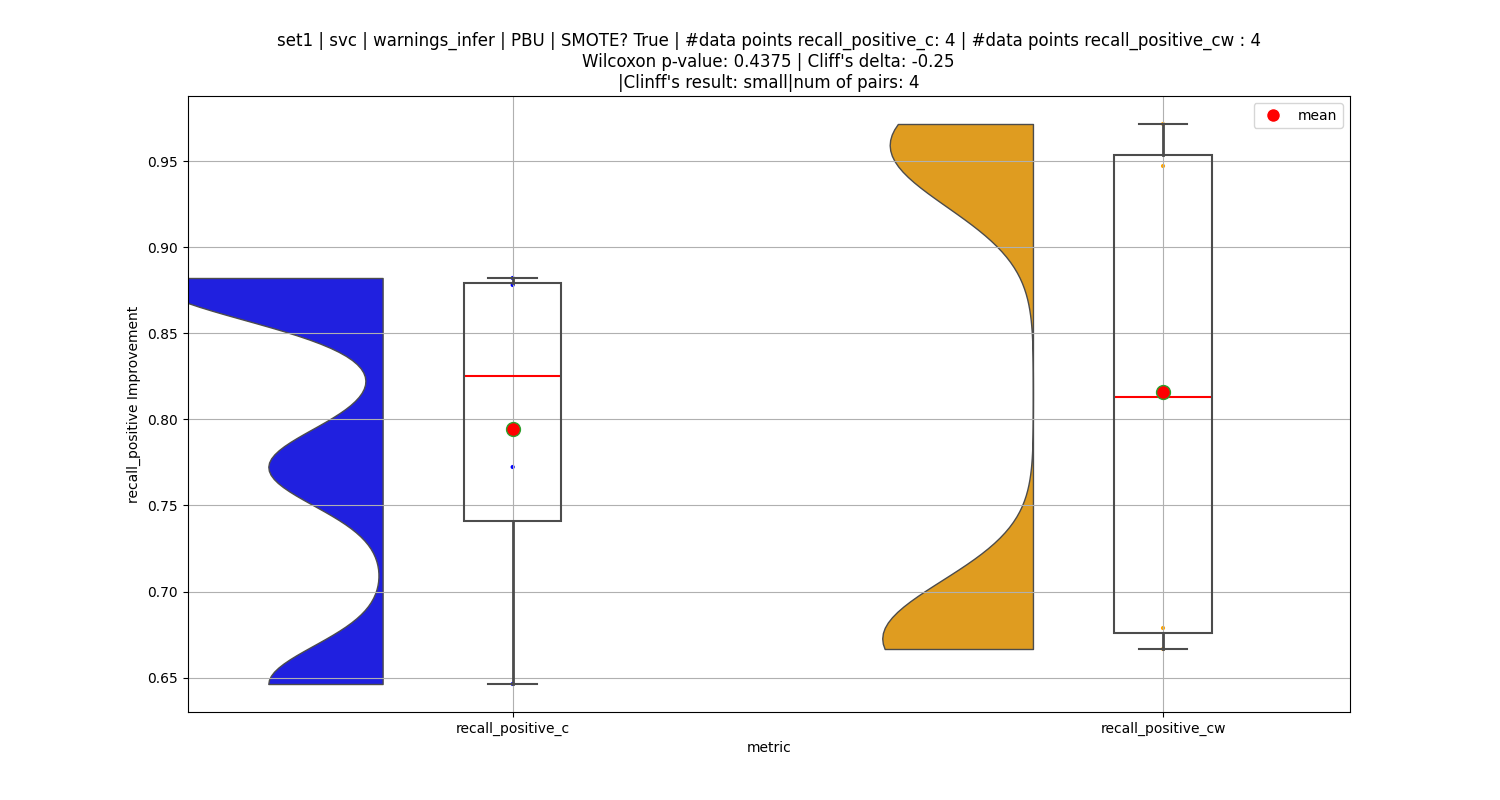 set1 | svc | warnings_infer | PBU | SMOTE? True | #data points recall_positive_c: 4 | #data points recall_positive_cw : 4
Wilcoxon p-value: 0.4375 | Cliff's delta: -0.25
|Clinff's result: small|num of pairs: 4
mean
0.95
0.90
0.85
0.80
0.75
0.70
0.65
recall_positive Improvement
recall_positive_c
recall_positive_cw
metric